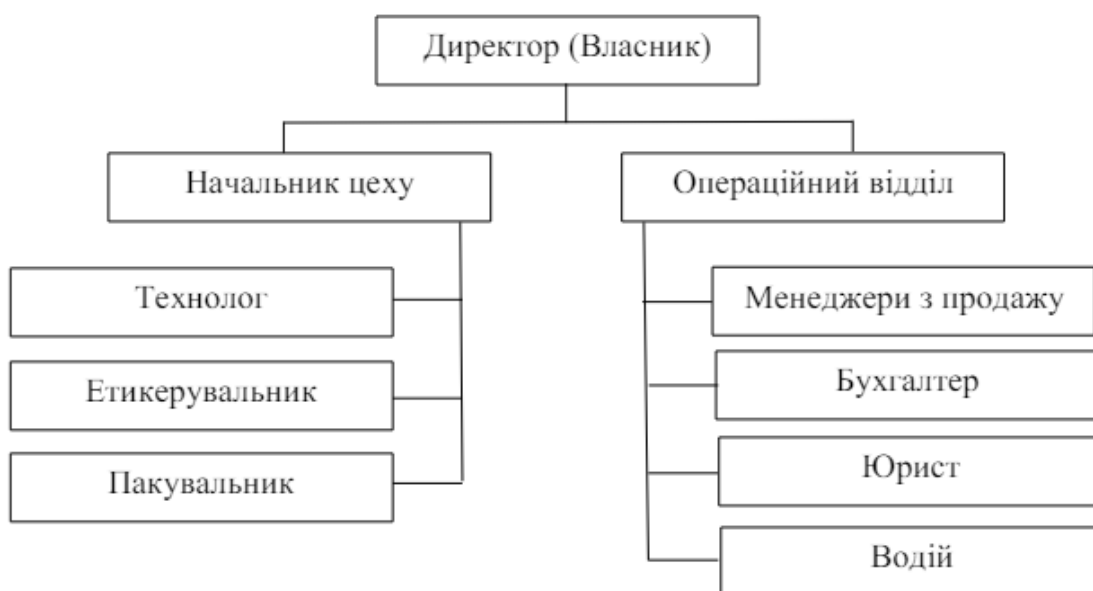 Директор (Власник)
Начальник цеху
Операційний відділ
Технолог
Менеджери з продажу
Етикерувальник
Бухгалтер
Пакувальник
Юрист
Водій